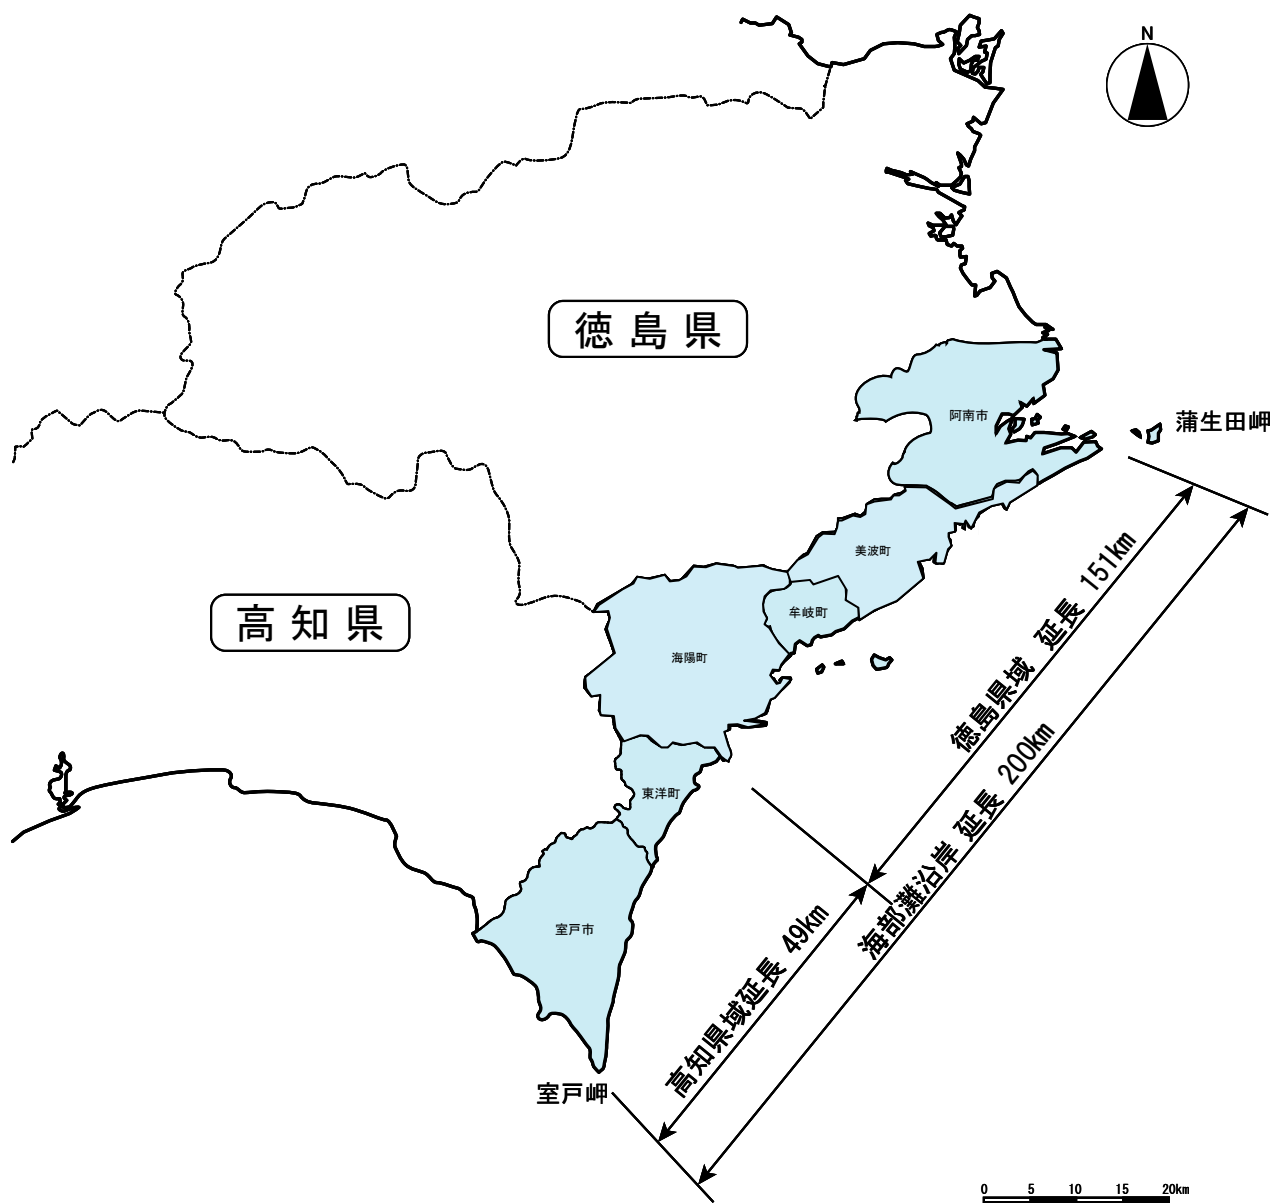 N
徳島県
阿南市
蒲生田岬
美波町
牟岐町
高知県
海陽町
東洋町
室戸市
室戸岬
徳島県域 延長 151km
海部灘沿岸 延長 200km
高知県域延長 49km
0 5 10 15 20km